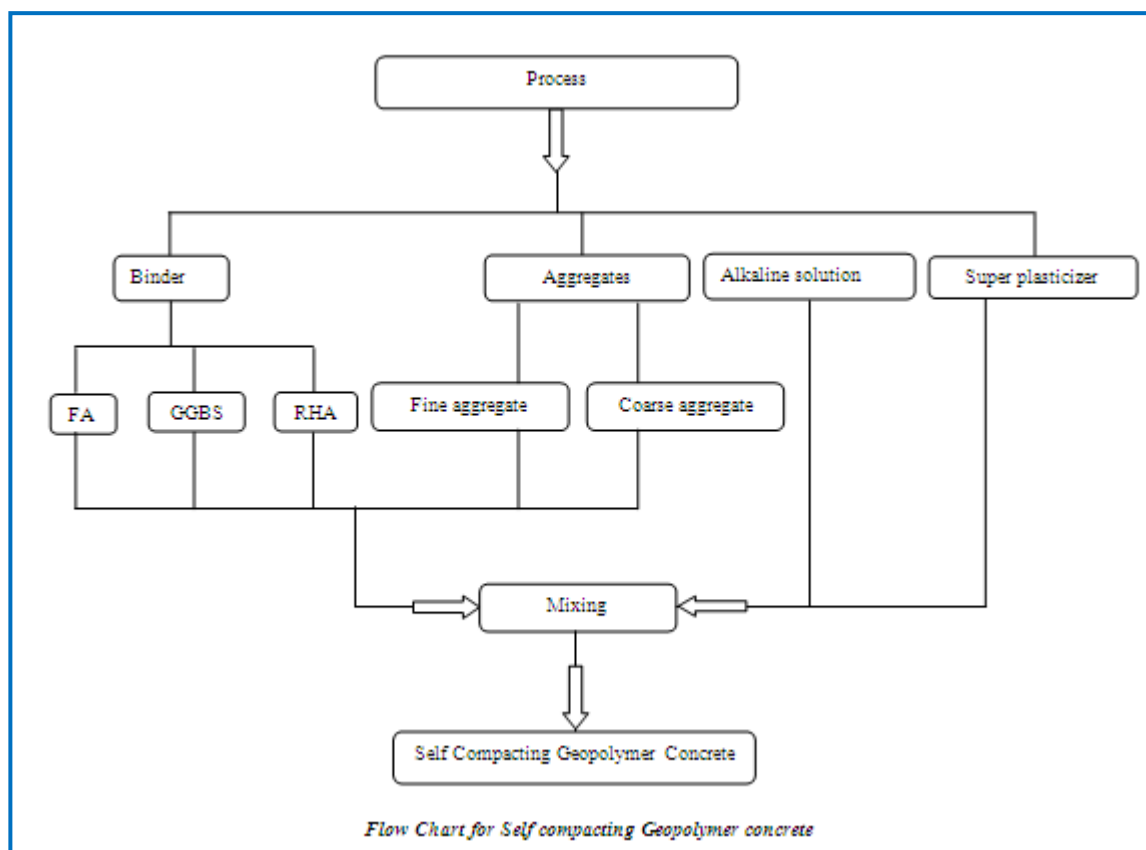 Process
Binder
Aggregates
Alkaline solution
Super plasticizer
FA
GGBS
RHA
Fine aggregate
Coarse aggregate
Mixing
Self Compacting Geopolymer Concrete
Flow Chart for Self compacting Geopolymer concrete